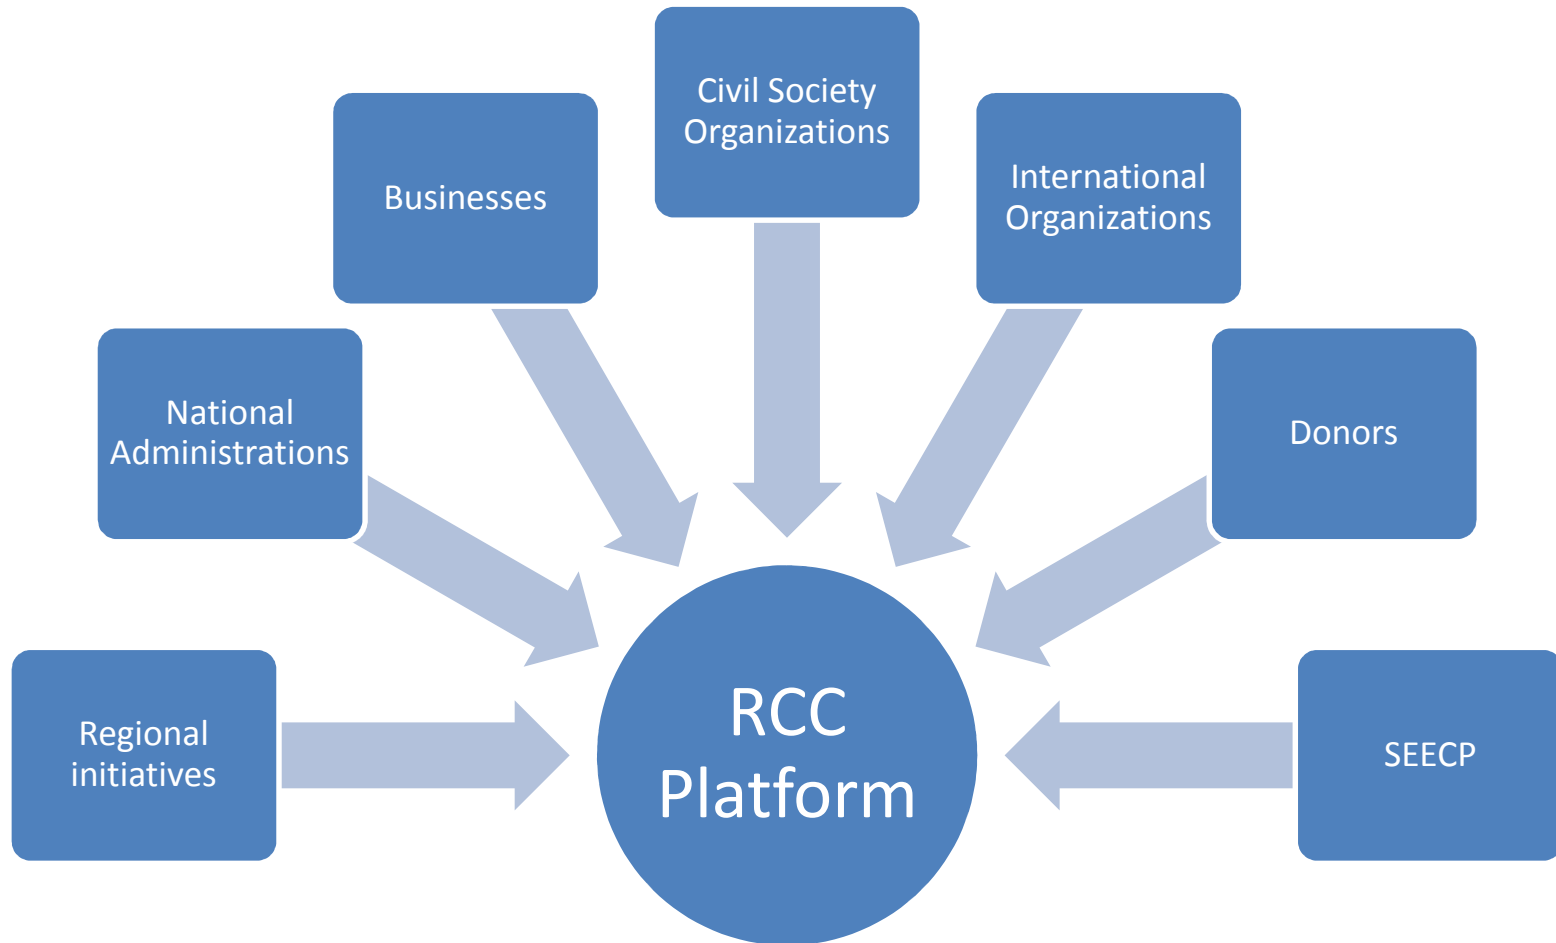 Civil Society
Organizations
Businesses
International
Organizations
National
Administrations
Donors
Regional
initiatives
RCC
Platform
SEECP